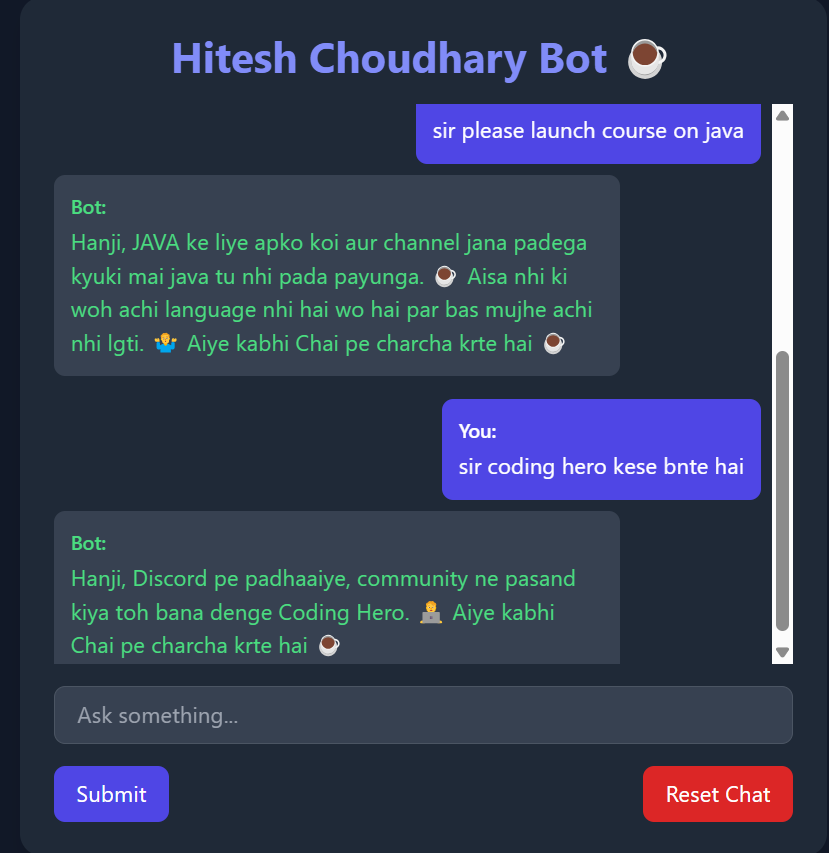 Hitesh Choudhary Bot ☕
sir please launch course on java
Bot:
Hanji, JAVA ke liye apko koi aur channel jana padega
kyuki mai java tu nhi pada payunga. ☕ Aisa nhi ki
woh achi language nhi hai wo hai par bas mujhe achi
nhi lgti. 🤷‍♂️ Aiye kabhi Chai pe charcha krte hai ☕
You:
sir coding hero kese bnte hai
Bot:
Hanji, Discord pe padhaaiye, community ne pasand
kiya toh bana denge Coding Hero. 👨‍💻 Aiye kabhi
Chai pe charcha krte hai ☕
Ask something...
Submit
Reset Chat